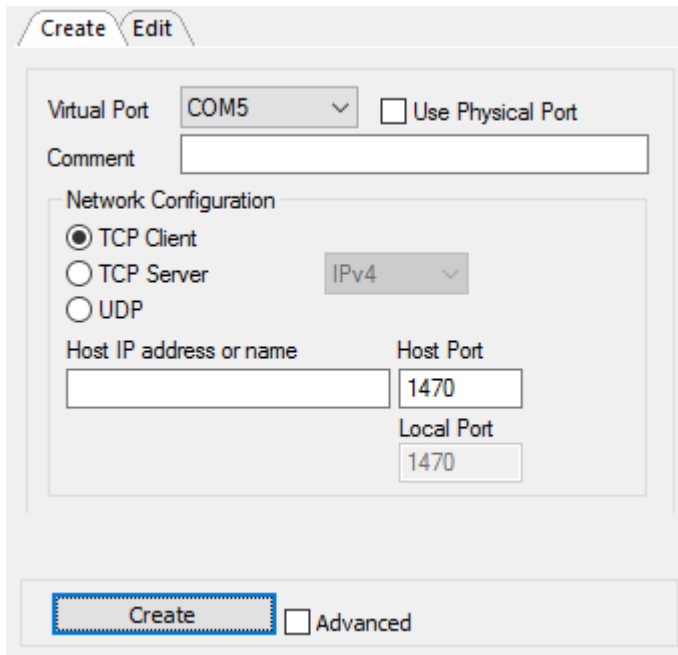 Create Edit
Virtual Port COM5 Use Physical Port
Comment
Network Configuration
TCP Client
TCP Server IPv4
UDP
Host IP address or name Host Port
1470
Local Port
1470
Create Advanced